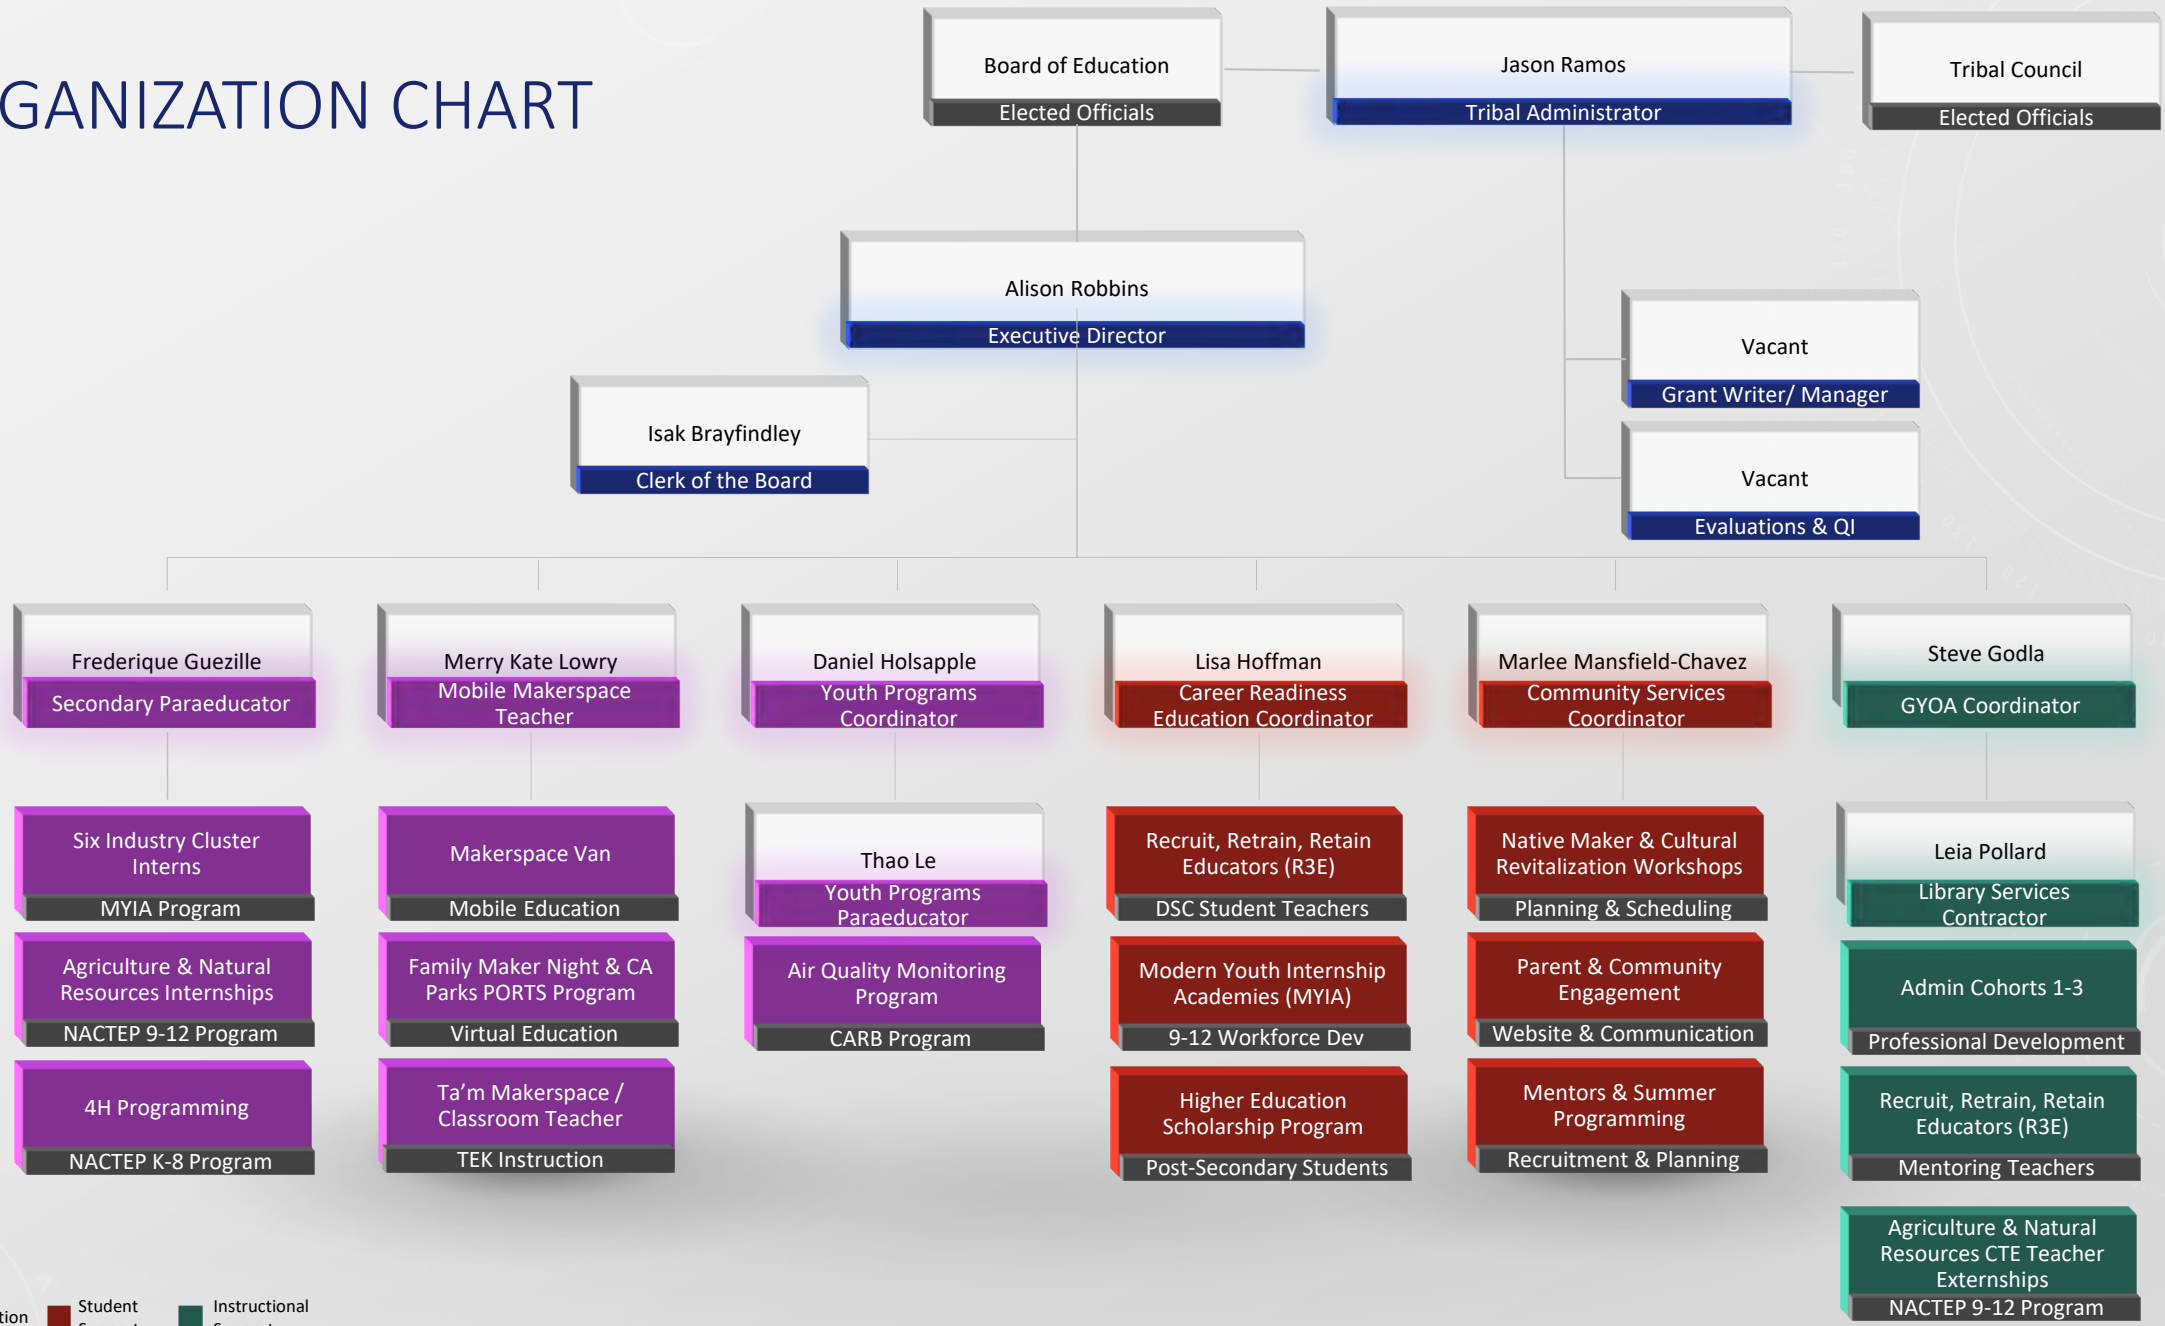 GANIZATION CHART
Board of Education
Elected Officials
Jason Ramos
Tribal Administrator
Tribal Council
Elected Officials
Alison Robbins
Executive Director
Isak Brayfindley
Clerk of the Board
Vacant
Grant Writer/ Manager
Vacant
Evaluations & QI
Frederique Guezille
Secondary Paraeducator
Merry Kate Lowry
Mobile Makerspace
Teacher
Daniel Holsapple
Youth Programs
Coordinator
Lisa Hoffman
Career Readiness
Education Coordinator
Marlee Mansfield-Chavez
Community Services
Coordinator
Steve Godla
GYOA Coordinator
Six Industry Cluster
Interns
MYIA Program
Agriculture & Natural
Resources Internships
NACTEP 9-12 Program
4H Programming
NACTEP K-8 Program
Makerspace Van
Mobile Education
Family Maker Night & CA
Parks PORTS Program
Virtual Education
Ta’m Makerspace /
Classroom Teacher
TEK Instruction
Thao Le
Youth Programs
Paraeducator
Air Quality Monitoring
Program
CARB Program
Recruit, Retrain, Retain
Educators (R3E)
DSC Student Teachers
Modern Youth Internship
Academies (MYIA)
9-12 Workforce Dev
Higher Education
Scholarship Program
Post-Secondary Students
Native Maker & Cultural
Revitalization Workshops
Planning & Scheduling
Parent & Community
Engagement
Website & Communication
Mentors & Summer
Programming
Recruitment & Planning
Leia Pollard
Library Services
Contractor
Admin Cohorts 1-3
Professional Development
Recruit, Retrain, Retain
Educators (R3E)
Mentoring Teachers
Agriculture & Natural
Resources CTE Teacher
Externships
NACTEP 9-12 Program
tion
Student
Instructional